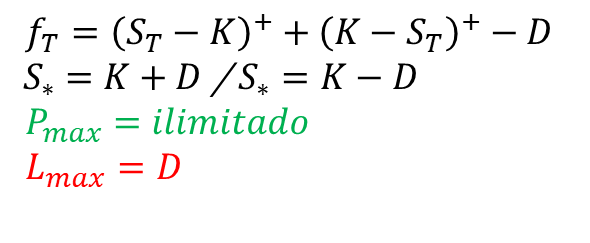 f_T = (S_T − K)^+ + (K − S_T)^+ − D
S_* = K + D /S_* = K − D
P_max = ilimitado
L_max = D